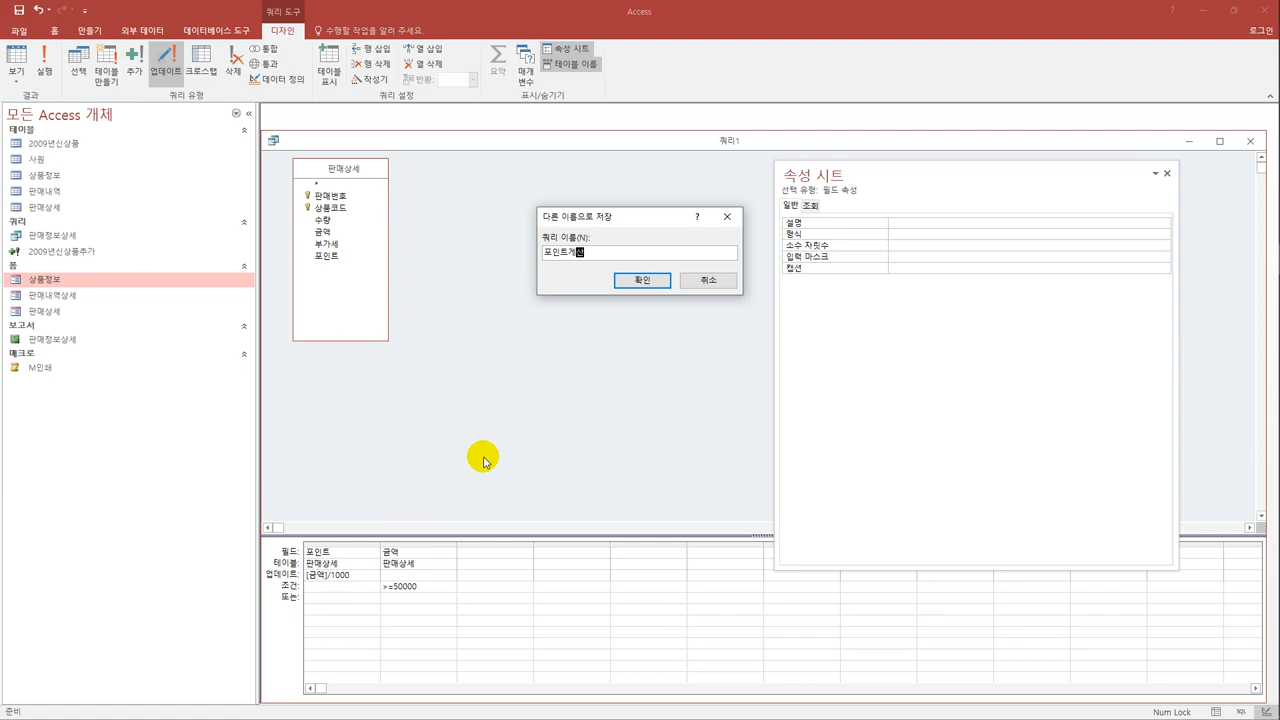 쿼리 도구
Access
로그인
파일 홈 만들기 외부 데이터 데이터베이스 도구 디자인 수행할 작업을 알려 주세요.
보기 실행 선택 테이블 만들기 추가 업데이트 크로스탭 삭제
통합
통과
데이터 정의
테이블 표시
행 삽입
행 삭제
작성기
열 삽입
열 삭제
반환:
요약
매개 변수
속성 시트
테이블 이름
결과 쿼리 유형 쿼리 설정 표시/숨기기
모든 Access 개체
테이블
2009년신상품
사원
상품정보
판매내역
판매상세
쿼리
판매정보상세
2009년신상품추가
폼
상품정보
판매내역상세
판매상세
보고서
판매정보상세
매크로
M인쇄
쿼리1
판매상세
*
판매번호
상품코드
수량
금액
부가세
포인트
다른 이름으로 저장
쿼리 이름(N):
포인트계산
확인 취소
속성 시트
선택 유형: 필드 속성
일반 조회
설명
형식
소수 자릿수
입력 마스크
캡션
필드: 포인트 금액
테이블: 판매상세 판매상세
업데이트: [금액]/1000
조건: >=50000
또는:
준비
Num Lock
SQL